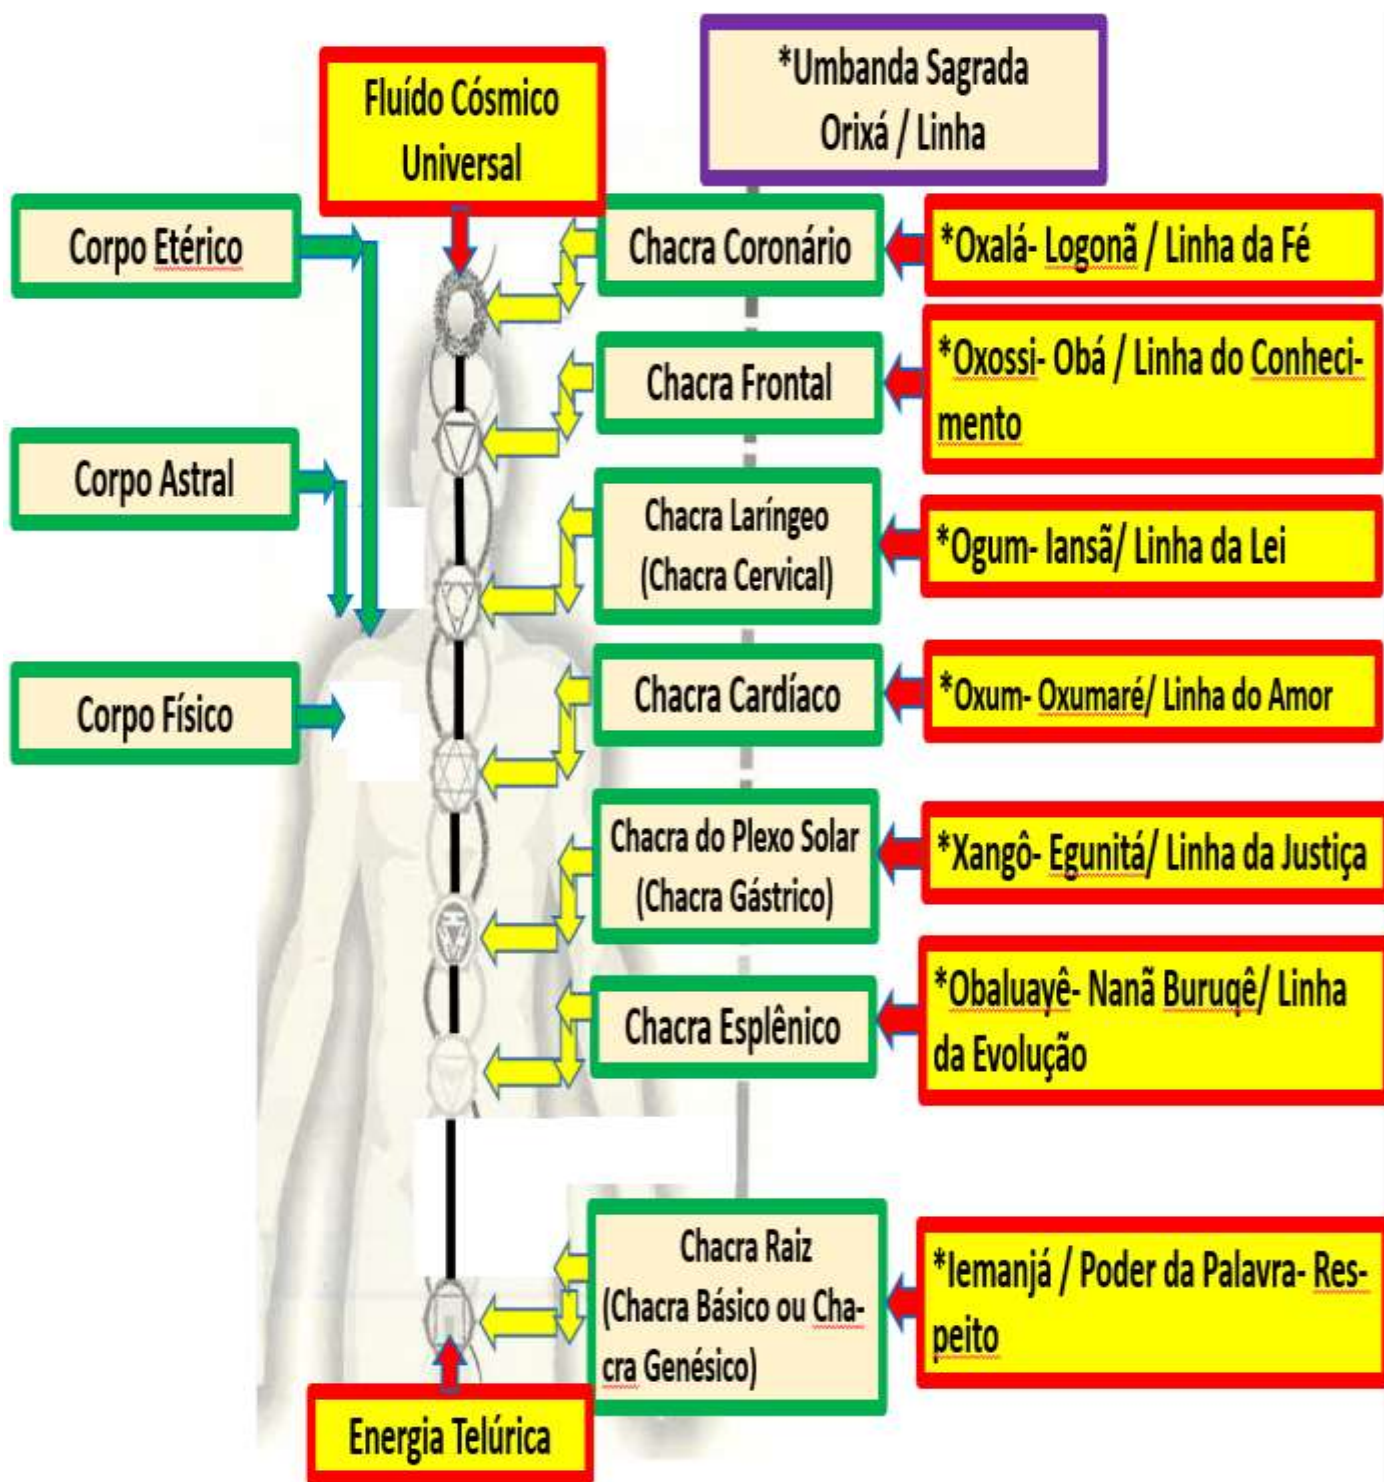 *Umbanda Sagrada
Orixá / Linha
Fluído Cósmico
Universal
Corpo Etérico
Chacra Coronário
*Oxalá- Logonã / Linha da Fé
Chacra Frontal
*Oxossi- Obá / Linha do Conheci-
mento
Corpo Astral
Chacra Laríngeo
(Chacra Cervical)
*Ogum- Iansã/ Linha da Lei
Corpo Físico
Chacra Cardíaco
*Oxum- Oxumaré/ Linha do Amor
Chacra do Plexo Solar
(Chacra Gástrico)
*Xangô- Egunitá/ Linha da Justiça
Chacra Esplênico
*Obaluayê- Nanã Buruqê/ Linha
da Evolução
Chacra Raiz
(Chacra Básico ou Cha-
cra Genésico)
*Iemanjá / Poder da Palavra- Res-
peito
Energia Telúrica